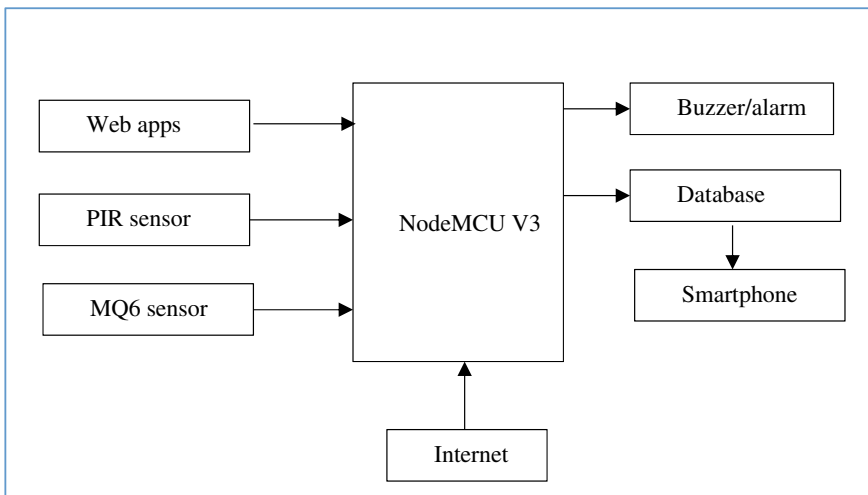 Web apps
PIR sensor
MQ6 sensor
NodeMCU V3
Buzzer/alarm
Database
Smartphone
Internet